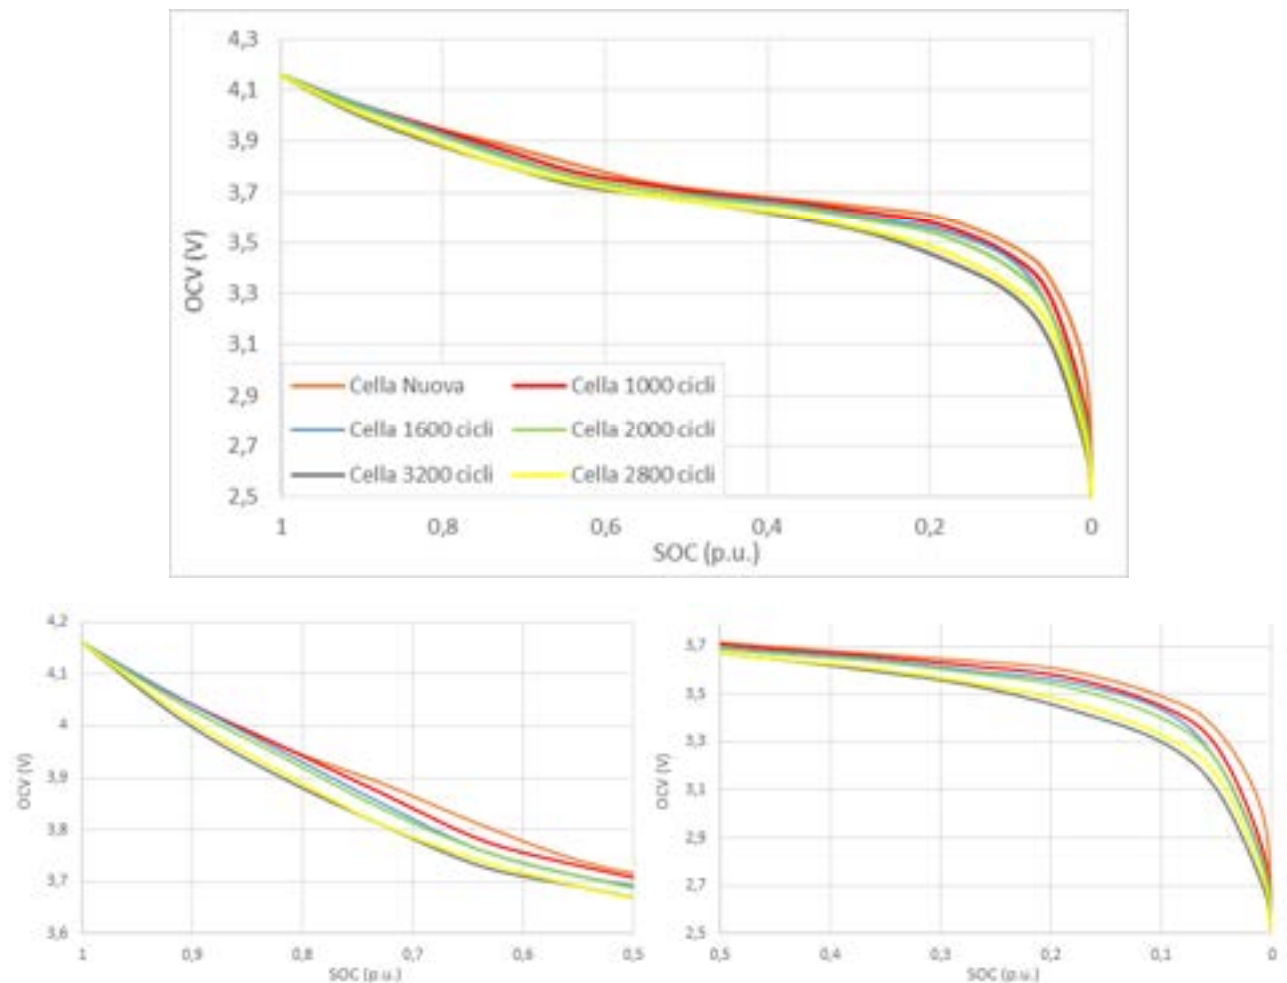 4,3
4,1
3,9
3,7
3,5
3,3
3,1
2,9
2,7
2,5
OCV (V)
Cella Nuova Cella 1000 cicli
Cella 1600 cicli Cella 2000 cicli
Cella 3200 cicli Cella 2800 cicli
1 0,8 0,6 0,4 0,2 0
SOC (p.u.)
4,2
4,1
4
3,9
3,8
3,7
3,6
OCV (V)
1 0,9 0,8 0,7 0,6 0,5
SOC (p.u.)
3,7
3,5
3,3
3,1
2,9
2,7
2,5
OCV (V)
0,5 0,4 0,3 0,2 0,1 0
SOC (p.u.)